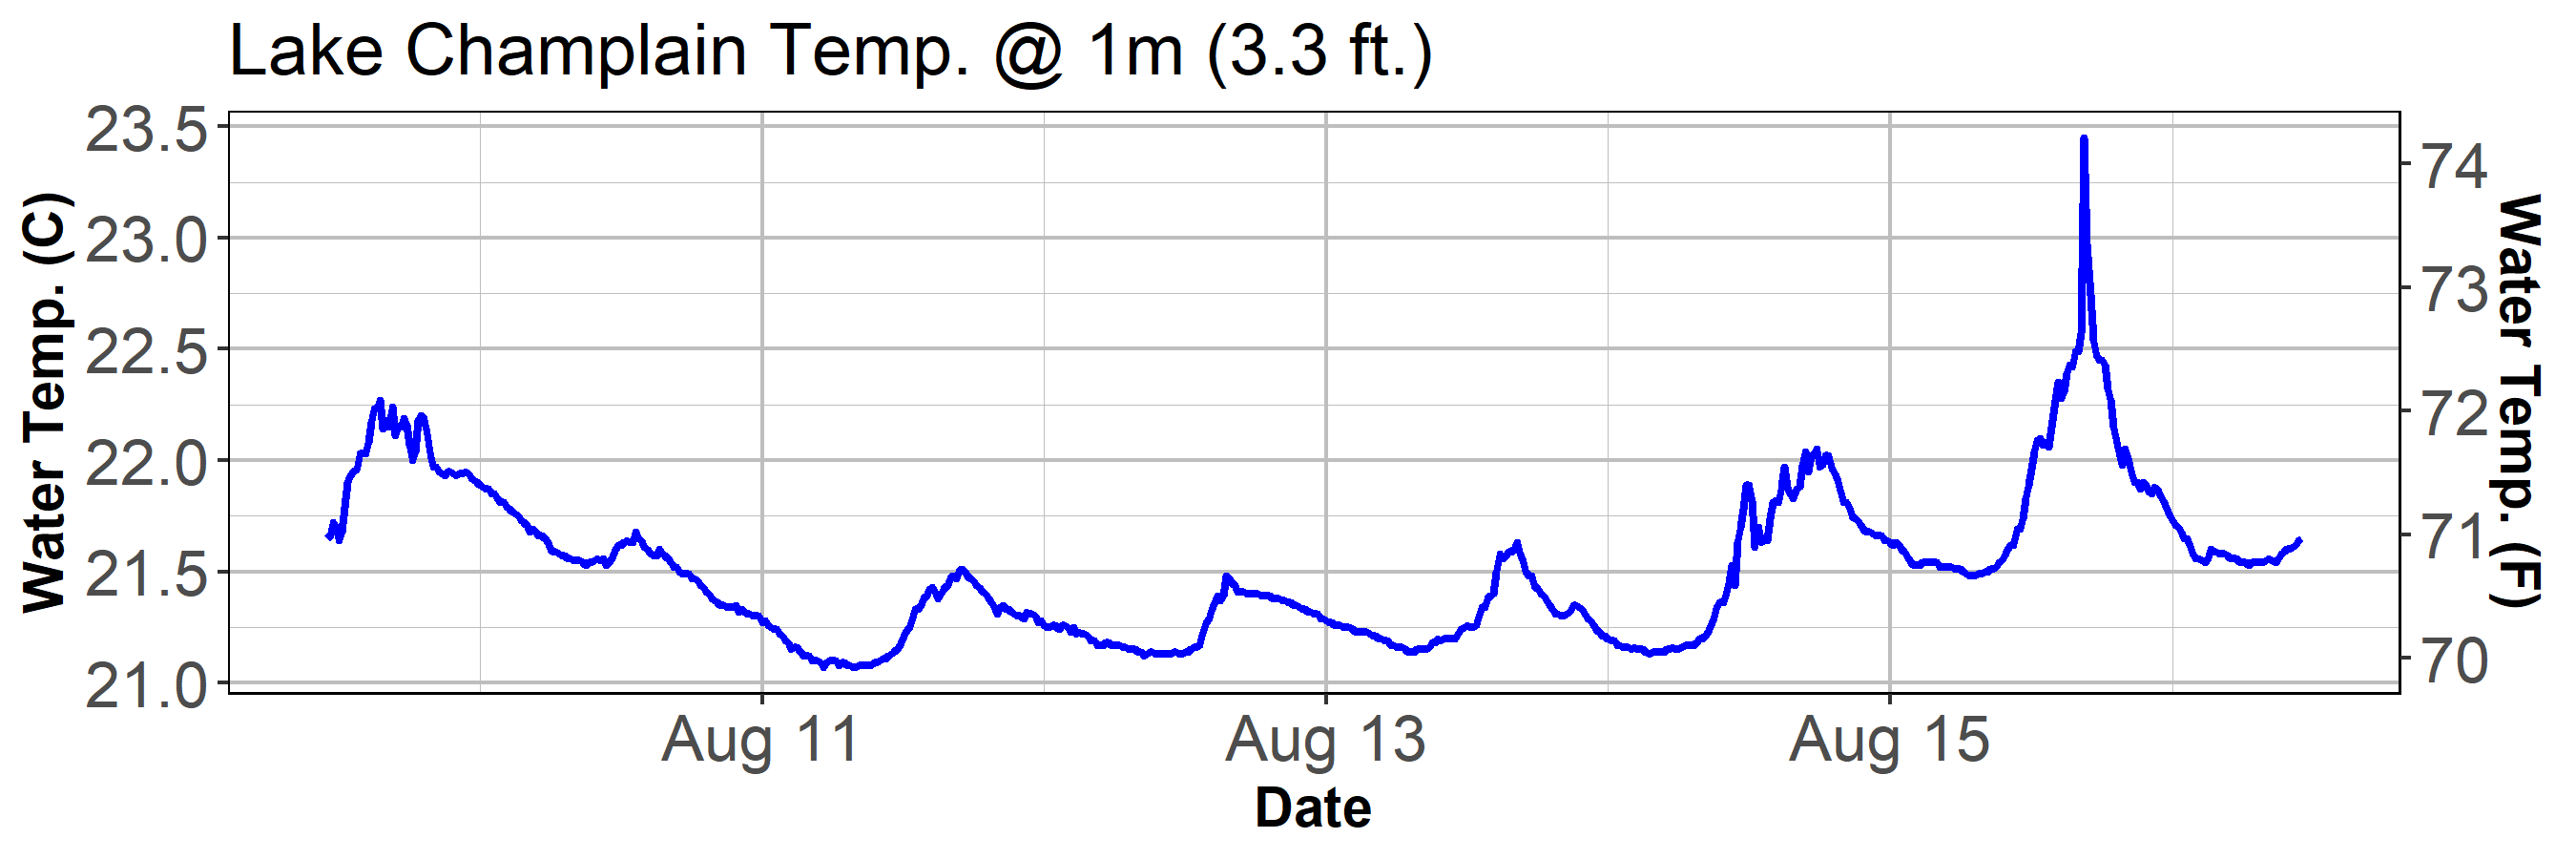 Lake Champlain Temp. @ 1m (3.3 ft.)
Water Temp. (C)
23.5
23.0
22.5
22.0
21.5
21.0
74
73
72
71
70
Water Temp. (F)
Aug 11 Aug 13 Aug 15
Date